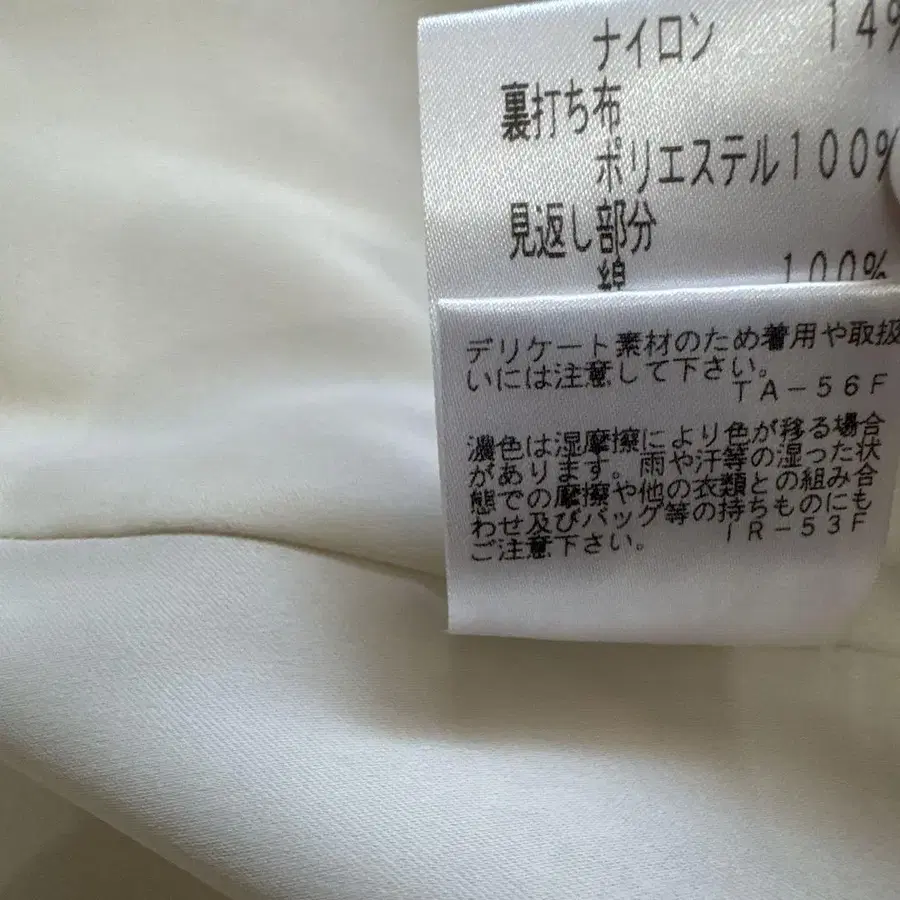 ナイロン 14%
裏打ち布
ポリエステル100%
見返し部分
綿 100%
デリケート素材のため着用や取扱
いには注意して下さい。
TA-56F
濃色は湿摩擦により色が移る場合
があります。雨や汗等の湿った状
態での摩擦や他の衣類との組み合
わせ及びバッグ等の持ちものにも
ご注意下さい。 IR-53F